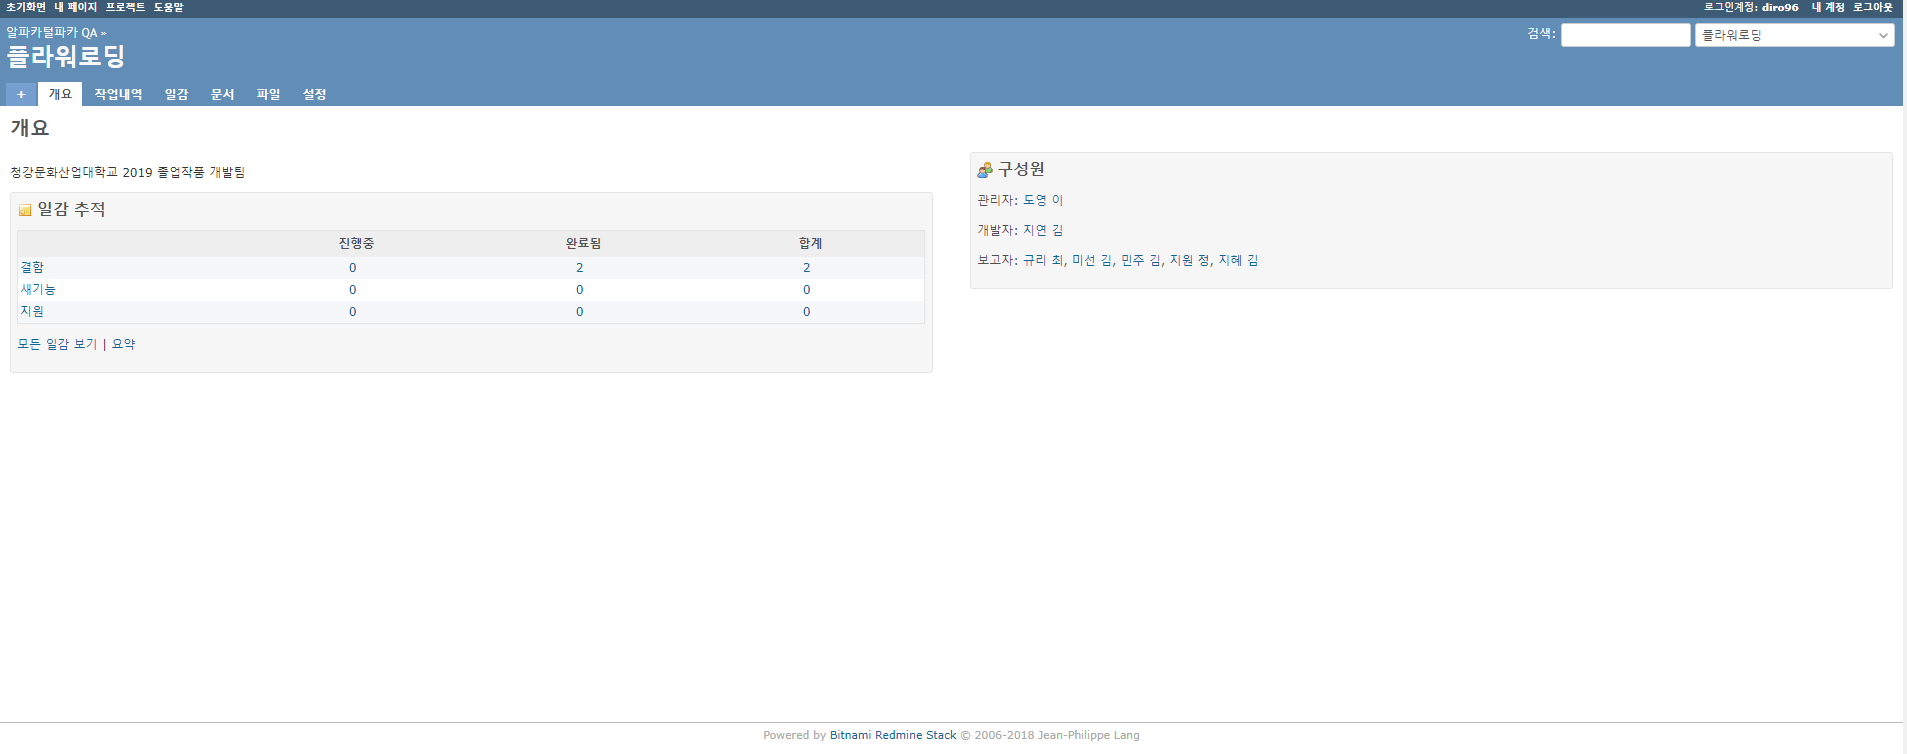 초기화면 내 페이지 프로젝트 도움말 로그인계정: diro96 내 계정 로그아웃
알파카털파카 QA »
검색: 플라워로딩
플라워로딩
+ 개요 작업내역 일감 문서 파일 설정
개요
청강문화산업대학교 2019 졸업작품 개발팀
일감 추적
진행중 완료됨 합계
결함 0 2 2
새기능 0 0 0
지원 0 0 0
모든 일감 보기 | 요약
구성원
관리자: 도영 이
개발자: 지연 김
보고자: 규리 최, 미선 김, 민주 김, 지원 정, 지혜 김
Powered by Bitnami Redmine Stack © 2006-2018 Jean-Philippe Lang